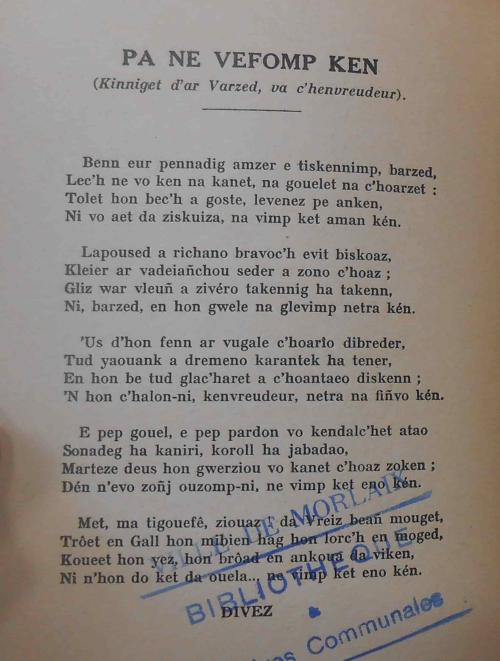 PA NE VEFOMP KEN
(Kinniget d'ar Varzed, va c'henvreudeur).
Benn eur pennadig amzer e tiskennimp, barzed,
Lec'h ne vo ken na kanet, na gouelet na c'hoarzet :
Tolet hon bec'h a goste, levenez pe anken,
Ni vo aet da ziskuiza, na vimp ket aman kén.
Lapoused a richano bravoc'h evit biskoaz,
Kleier ar vadeiañchou seder a zono c'hoaz ;
Gliz war vleuñ a zivéro takennig ha takenn,
Ni, barzed, en hon gwele na glevimp netra kén.
'Us d'hon fenn ar vugale c'hoario dibreder,
Tud yaouank a dremeno karantek ha tener,
En hon be tud glac'haret a c'hoantaeo diskenn ;
'N hon c'halon-ni, kenvreudeur, netra na fiñvo kén.
E pep gouel, e pep pardon vo kendalc'het atao
Sonadeg ha kaniri, koroll ha jabadao,
Marteze deus hon gwerziou vo kanet c'hoaz zoken ;
Dén n'evo zoñj ouzomp-ni, ne vimp ket eno kén.
Met, ma tigouefê, ziouaz ! da Vreiz beañ mouget,
Trôet en Gall hon mibien hag hon lorc'h en moged,
Koueet hon yez, hon brôad en ankoua da viken,
Ni n'hon do ket da ouela... ne vimp ket eno kén.
DIVEZ
VILLE DE MORLAIX
BIBLIOTHEQUE
Communales